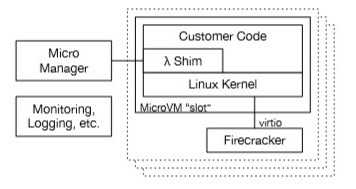 Customer Code
Micro
Manager
λ Shim
Linux Kernel
MicroVM "slot"
Monitoring,
Logging, etc.
virtio
Firecracker